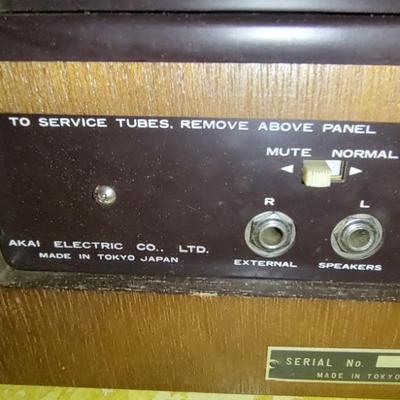 TO SERVICE TUBES, REMOVE ABOVE PANEL
MUTE NORMAL
R L
AKAI ELECTRIC CO., LTD.
MADE IN TOKYO JAPAN
EXTERNAL SPEAKERS
SERIAL No.
MADE IN TOKYO